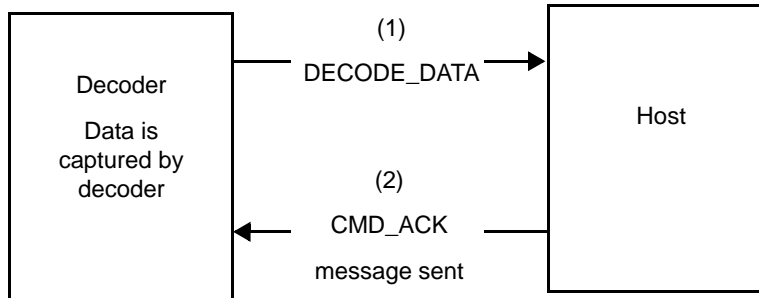 Decoder
Data is
captured by
decoder
(1)
DECODE_DATA
(2)
CMD_ACK
message sent
Host